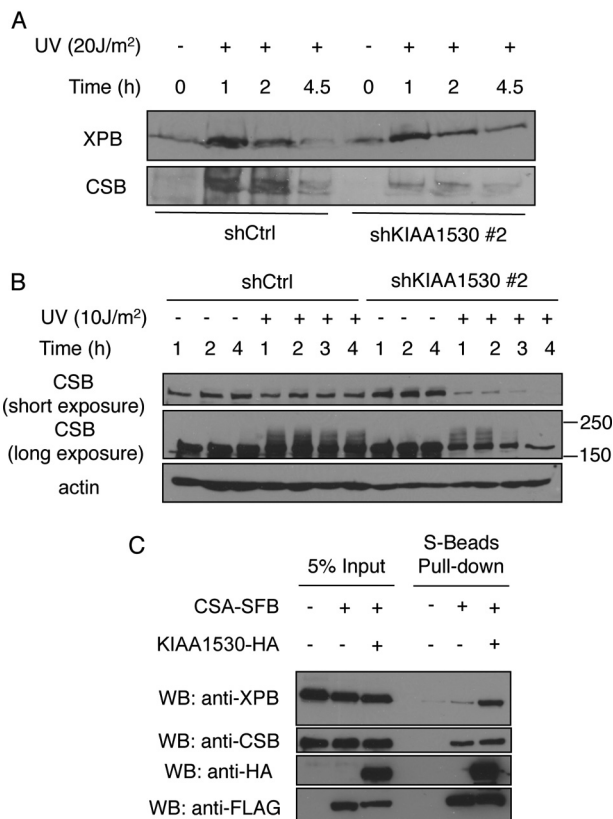 A
UV (20J/m²) - + + + - + + +
Time (h) 0 1 2 4.5 0 1 2 4.5
XPB
CSB
shCtrl shKIAA1530 #2
B
shCtrl shKIAA1530 #2
UV (10J/m²) - - - + + + + - - - + + + +
Time (h) 1 2 4 1 2 3 4 1 2 4 1 2 3 4
CSB
(short exposure)
CSB
(long exposure)
250
150
actin
C
5% Input
S-Beads
Pull-down
CSA-SFB - + + - + +
KIAA1530-HA - - + - - +
WB: anti-XPB
WB: anti-CSB
WB: anti-HA
WB: anti-FLAG